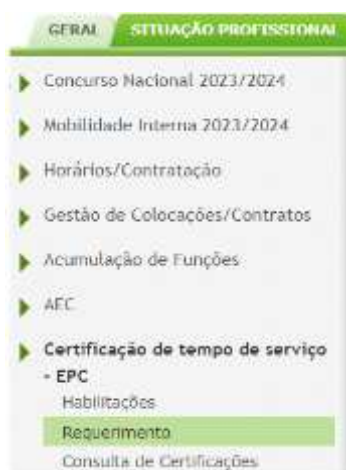 GERAL SITUAÇÃO PROFISSIONAL
Concurso Nacional 2023/2024
Mobilidade Interna 2023/2024
Horários/Contratação
Gestão de Colocações/Contratos
Acumulação de Funções
AEC
Certificação de tempo de serviço
- EPC
Habilitações
Requerimento
Consulta de Certificações